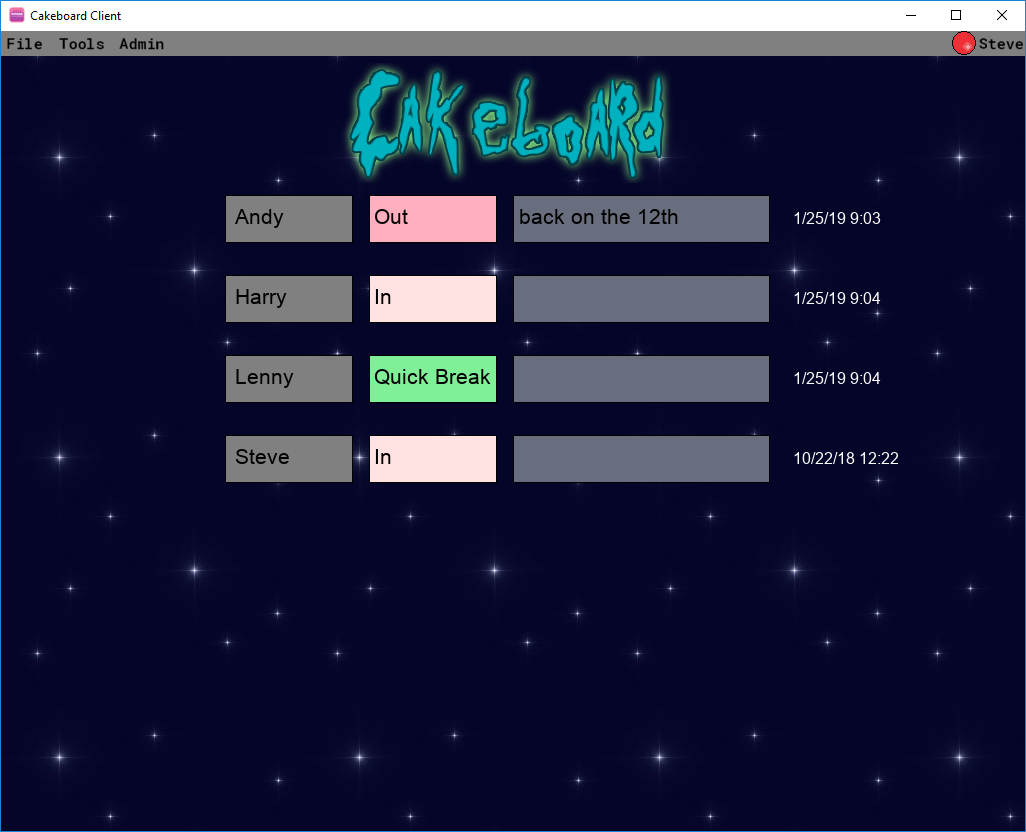 Cakeboard Client
File Tools Admin Steve
Cakeboard
Andy Out back on the 12th 1/25/19 9:03
Harry In 1/25/19 9:04
Lenny Quick Break 1/25/19 9:04
Steve In 10/22/18 12:22